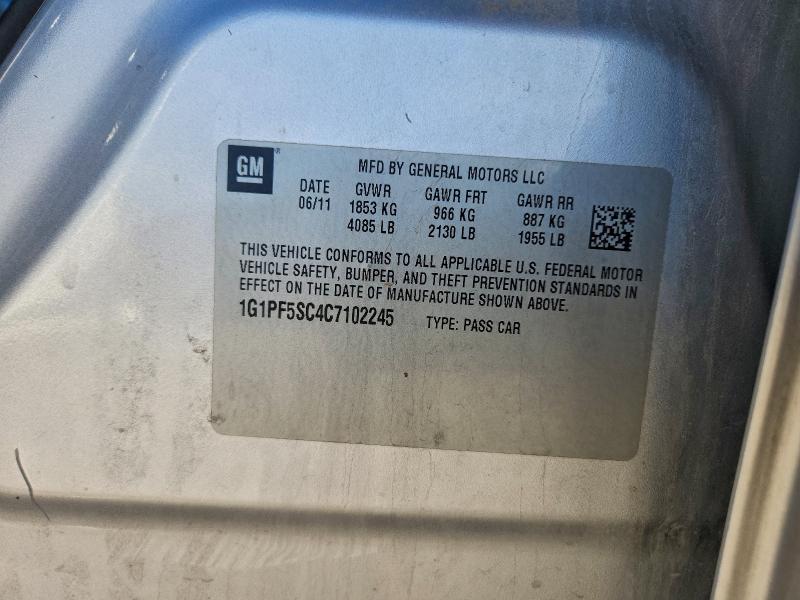 GM
MFD BY GENERAL MOTORS LLC
DATE GVWR GAWR FRT GAWR RR
06/11 1853 KG 966 KG 887 KG
4085 LB 2130 LB 1955 LB
THIS VEHICLE CONFORMS TO ALL APPLICABLE U.S. FEDERAL MOTOR
VEHICLE SAFETY, BUMPER, AND THEFT PREVENTION STANDARDS IN
EFFECT ON THE DATE OF MANUFACTURE SHOWN ABOVE.
1G1PF5SC4C7102245 TYPE: PASS CAR